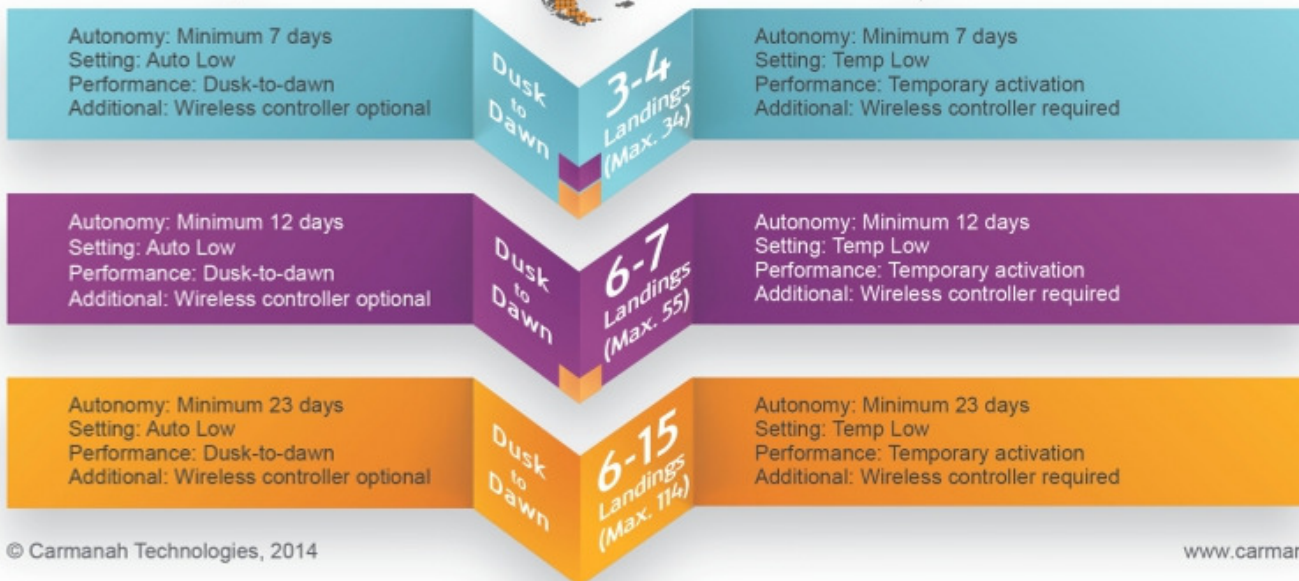 Autonomy: Minimum 7 days
Setting: Auto Low
Performance: Dusk-to-dawn
Additional: Wireless controller optional
Dusk
to
Dawn
3-4
Landings
(Max. 34)
Autonomy: Minimum 7 days
Setting: Temp Low
Performance: Temporary activation
Additional: Wireless controller required
Autonomy: Minimum 12 days
Setting: Auto Low
Performance: Dusk-to-dawn
Additional: Wireless controller optional
Dusk
to
Dawn
6-7
Landings
(Max. 55)
Autonomy: Minimum 12 days
Setting: Temp Low
Performance: Temporary activation
Additional: Wireless controller required
Autonomy: Minimum 23 days
Setting: Auto Low
Performance: Dusk-to-dawn
Additional: Wireless controller optional
Dusk
to
Dawn
6-15
Landings
(Max. 114)
Autonomy: Minimum 23 days
Setting: Temp Low
Performance: Temporary activation
Additional: Wireless controller required
© Carmanah Technologies, 2014